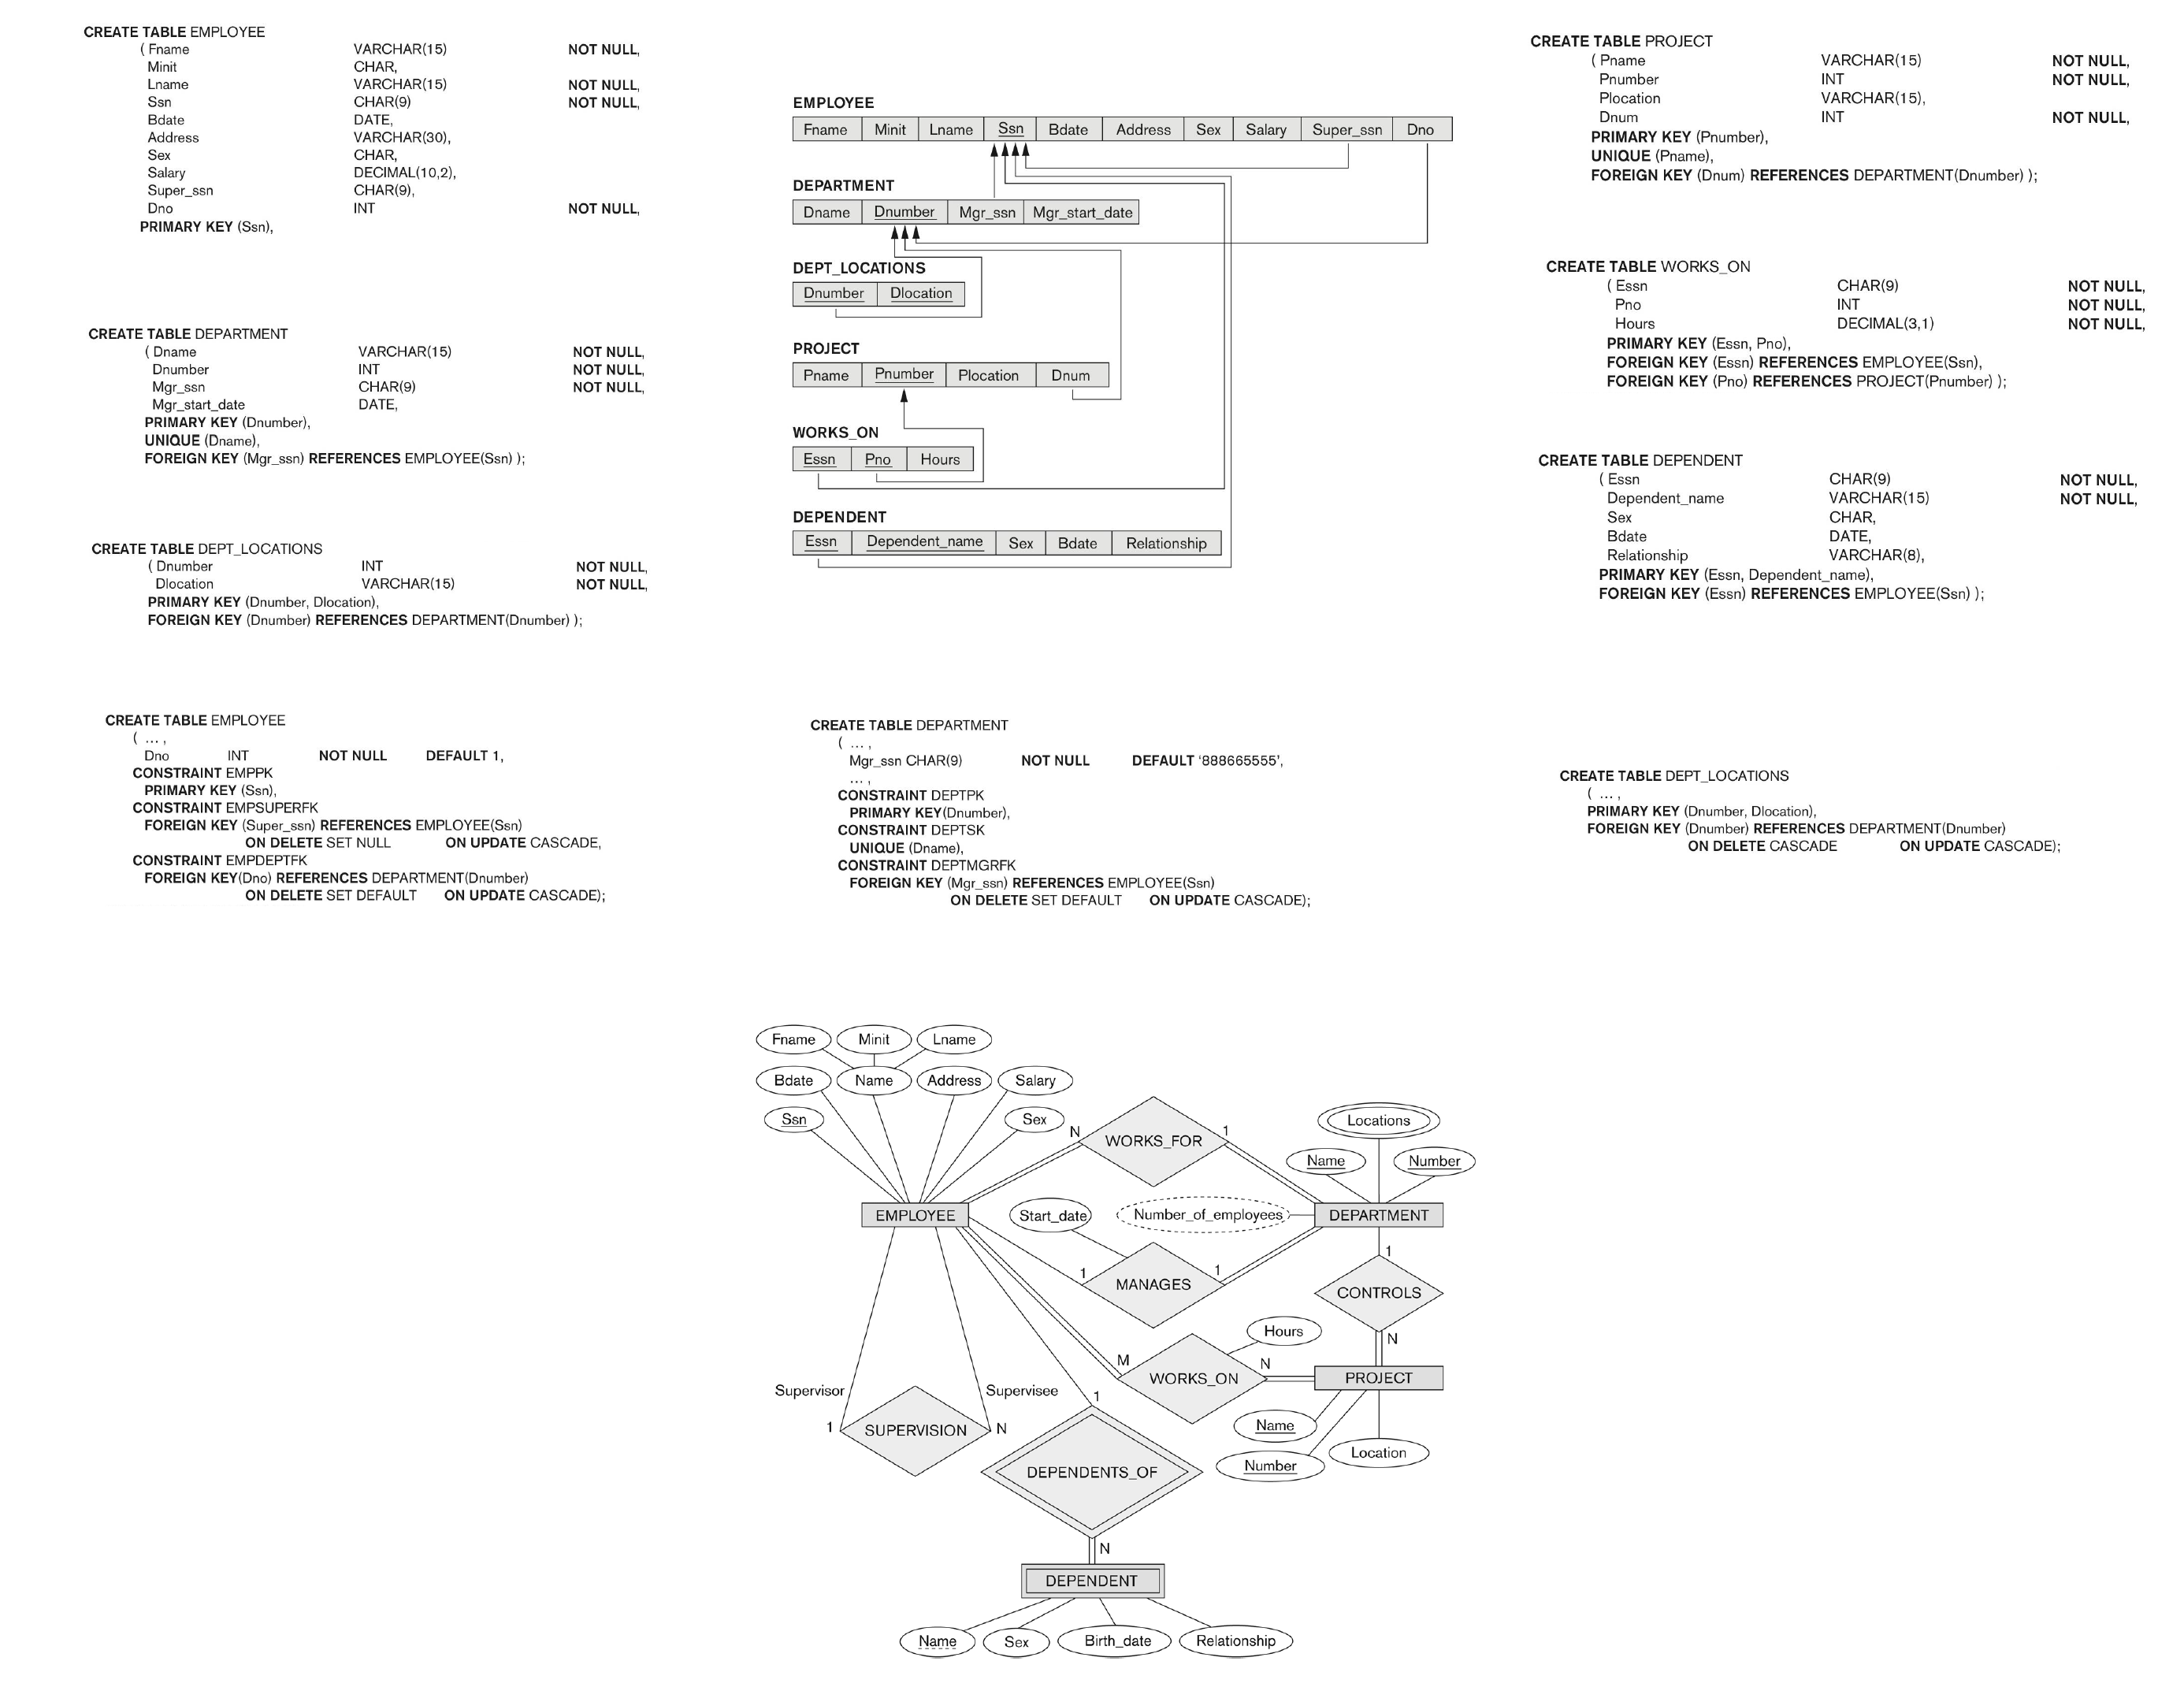 CREATE TABLE EMPLOYEE
( Fname VARCHAR(15) NOT NULL,
Minit CHAR,
Lname VARCHAR(15) NOT NULL,
Ssn CHAR(9) NOT NULL,
Bdate DATE,
Address VARCHAR(30),
Sex CHAR,
Salary DECIMAL(10,2),
Super_ssn CHAR(9),
Dno INT NOT NULL,
PRIMARY KEY (Ssn),
CREATE TABLE DEPARTMENT
( Dname VARCHAR(15) NOT NULL,
Dnumber INT NOT NULL,
Mgr_ssn CHAR(9) NOT NULL,
Mgr_start_date DATE,
PRIMARY KEY (Dnumber),
UNIQUE (Dname),
FOREIGN KEY (Mgr_ssn) REFERENCES EMPLOYEE(Ssn) );
CREATE TABLE DEPT_LOCATIONS
( Dnumber INT NOT NULL,
Dlocation VARCHAR(15) NOT NULL,
PRIMARY KEY (Dnumber, Dlocation),
FOREIGN KEY (Dnumber) REFERENCES DEPARTMENT(Dnumber) );
EMPLOYEE
Fname Minit Lname Ssn Bdate Address Sex Salary Super_ssn Dno
DEPARTMENT
Dname Dnumber Mgr_ssn Mgr_start_date
DEPT_LOCATIONS
Dnumber Dlocation
PROJECT
Pname Pnumber Plocation Dnum
WORKS_ON
Essn Pno Hours
DEPENDENT
Essn Dependent_name Sex Bdate Relationship
CREATE TABLE PROJECT
( Pname VARCHAR(15) NOT NULL,
Pnumber INT NOT NULL,
Plocation VARCHAR(15),
Dnum INT NOT NULL,
PRIMARY KEY (Pnumber),
UNIQUE (Pname),
FOREIGN KEY (Dnum) REFERENCES DEPARTMENT(Dnumber) );
CREATE TABLE WORKS_ON
( Essn CHAR(9) NOT NULL,
Pno INT NOT NULL,
Hours DECIMAL(3,1) NOT NULL,
PRIMARY KEY (Essn, Pno),
FOREIGN KEY (Essn) REFERENCES EMPLOYEE(Ssn),
FOREIGN KEY (Pno) REFERENCES PROJECT(Pnumber) );
CREATE TABLE DEPENDENT
( Essn CHAR(9) NOT NULL,
Dependent_name VARCHAR(15) NOT NULL,
Sex CHAR,
Bdate DATE,
Relationship VARCHAR(8),
PRIMARY KEY (Essn, Dependent_name),
FOREIGN KEY (Essn) REFERENCES EMPLOYEE(Ssn) );
CREATE TABLE EMPLOYEE
( ... ,
Dno INT NOT NULL DEFAULT 1,
CONSTRAINT EMPPK
PRIMARY KEY (Ssn),
CONSTRAINT EMPSUPERFK
FOREIGN KEY (Super_ssn) REFERENCES EMPLOYEE(Ssn)
ON DELETE SET NULL ON UPDATE CASCADE,
CONSTRAINT EMPDEPTFK
FOREIGN KEY(Dno) REFERENCES DEPARTMENT(Dnumber)
ON DELETE SET DEFAULT ON UPDATE CASCADE);
CREATE TABLE DEPARTMENT
( ... ,
Mgr_ssn CHAR(9) NOT NULL DEFAULT ‘888665555’,
... ,
CONSTRAINT DEPTPK
PRIMARY KEY(Dnumber),
CONSTRAINT DEPTSK
UNIQUE (Dname),
CONSTRAINT DEPTMGRFK
FOREIGN KEY (Mgr_ssn) REFERENCES EMPLOYEE(Ssn)
ON DELETE SET DEFAULT ON UPDATE CASCADE);
CREATE TABLE DEPT_LOCATIONS
( ... ,
PRIMARY KEY (Dnumber, Dlocation),
FOREIGN KEY (Dnumber) REFERENCES DEPARTMENT(Dnumber)
ON DELETE CASCADE ON UPDATE CASCADE);
Fname Minit Lname
Bdate Name Address Salary
Ssn Sex
N WORKS_FOR 1
Locations
Name Number
EMPLOYEE Start_date Number_of_employees DEPARTMENT
1 MANAGES 1
1
CONTROLS
N
Hours
M WORKS_ON N PROJECT
Supervisor Supervisee
1 SUPERVISION N
1
Name
Location
Number
DEPENDENTS_OF
N
DEPENDENT
Name Sex Birth_date Relationship